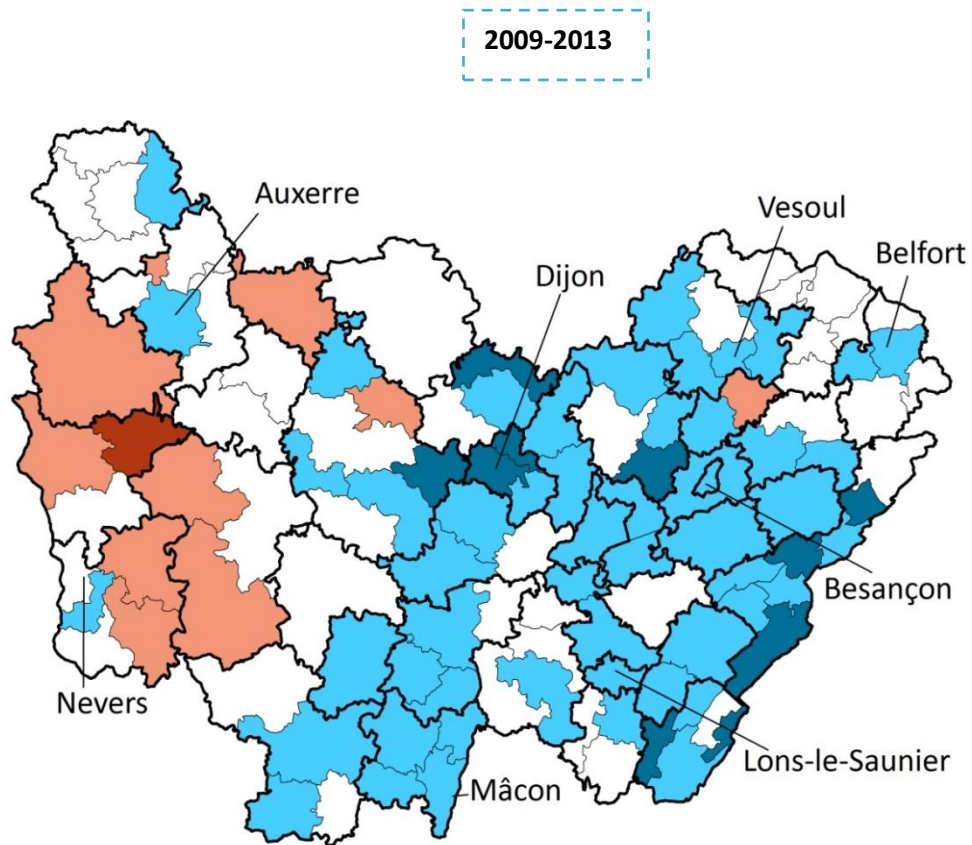 2009-2013
Auxerre
Vesoul
Belfort
Dijon
Besançon
Nevers
Lons-le-Saunier
Mâcon